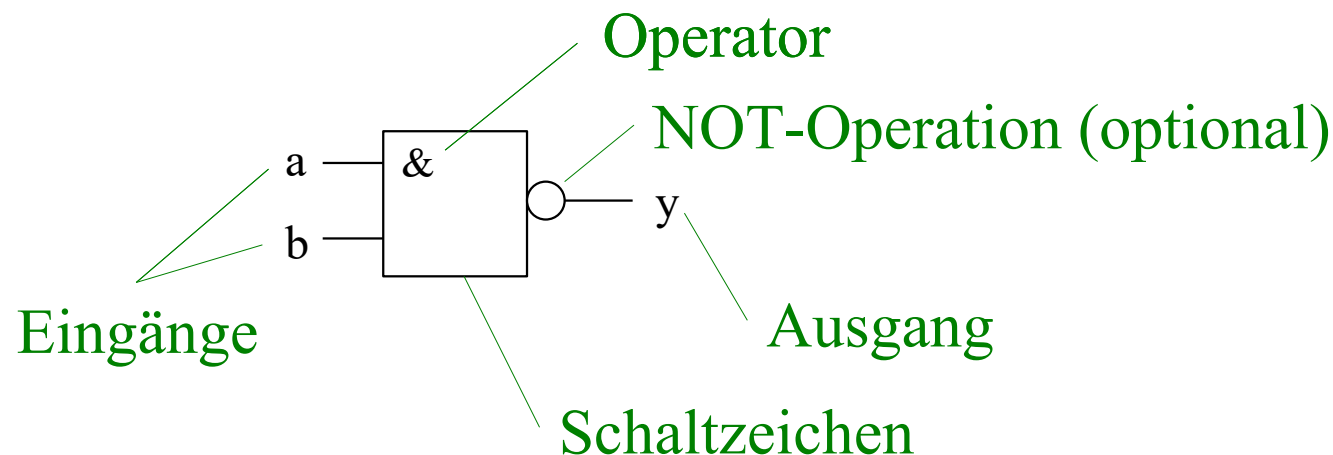 Operator
NOT-Operation (optional)
a
&
y
b
Eingänge
Ausgang
Schaltzeichen